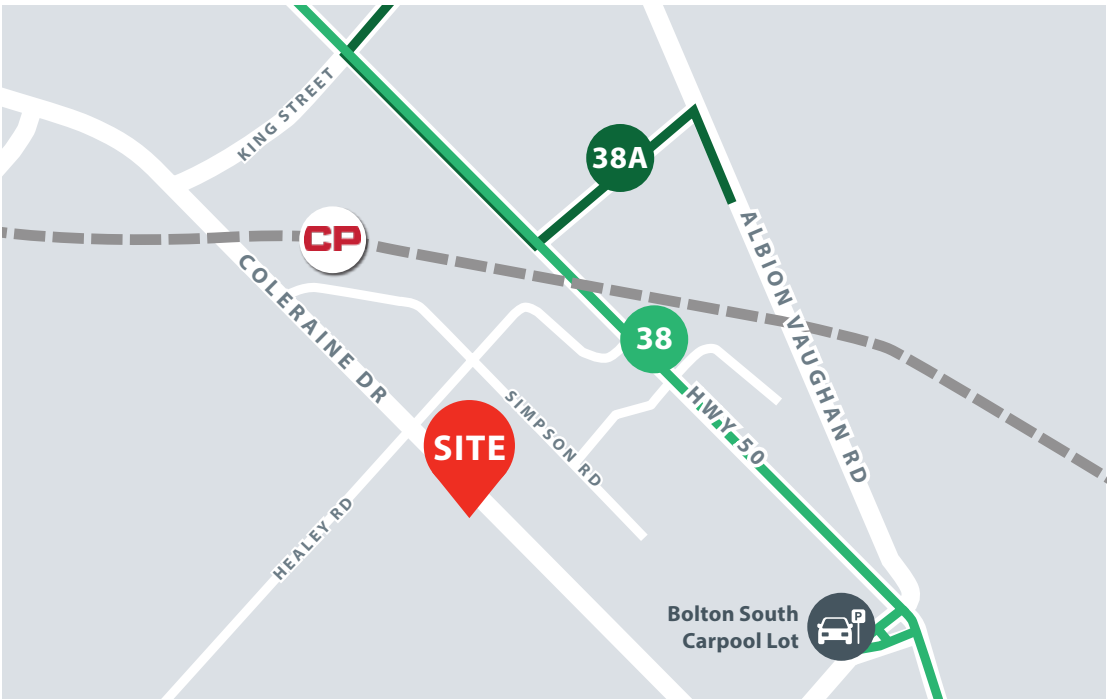 KING STREET
38A
CP
COLERAINE DR
ALBION VAUGHAN RD
38
HWY 50
SIMPSON RD
SITE
HEALEY RD
Bolton South
Carpool Lot
P